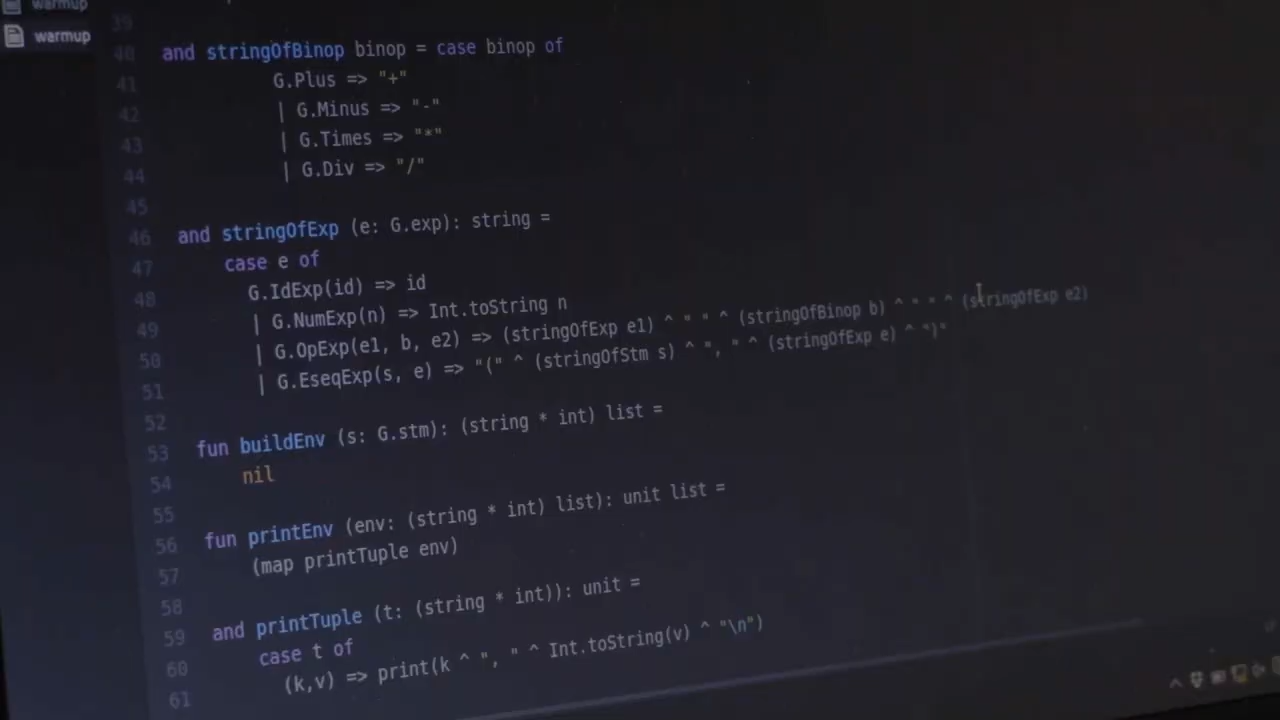 warmup
39
warmup
40 and stringOfBinop binop = case binop of
41 G.Plus => "+"
42 | G.Minus => "-"
43 | G.Times => "*"
44 | G.Div => "/"
45
46 and stringOfExp (e: G.exp): string =
47 case e of
48 G.IdExp(id) => id
49 | G.NumExp(n) => Int.toString n
50 | G.OpExp(e1, b, e2) => (stringOfExp e1) ^ " " ^ (stringOfBinop b) ^ " " ^ (stringOfExp e2)
51 | G.EseqExp(s, e) => "(" ^ (stringOfStm s) ^ ", " ^ (stringOfExp e) ^ ")"
52
53 fun buildEnv (s: G.stm): (string * int) list =
54 nil
55
56 fun printEnv (env: (string * int) list): unit list =
57 (map printTuple env)
58
59 and printTuple (t: (string * int)): unit =
60 case t of
61 (k,v) => print(k ^ ", " ^ Int.toString(v) ^ "\n")